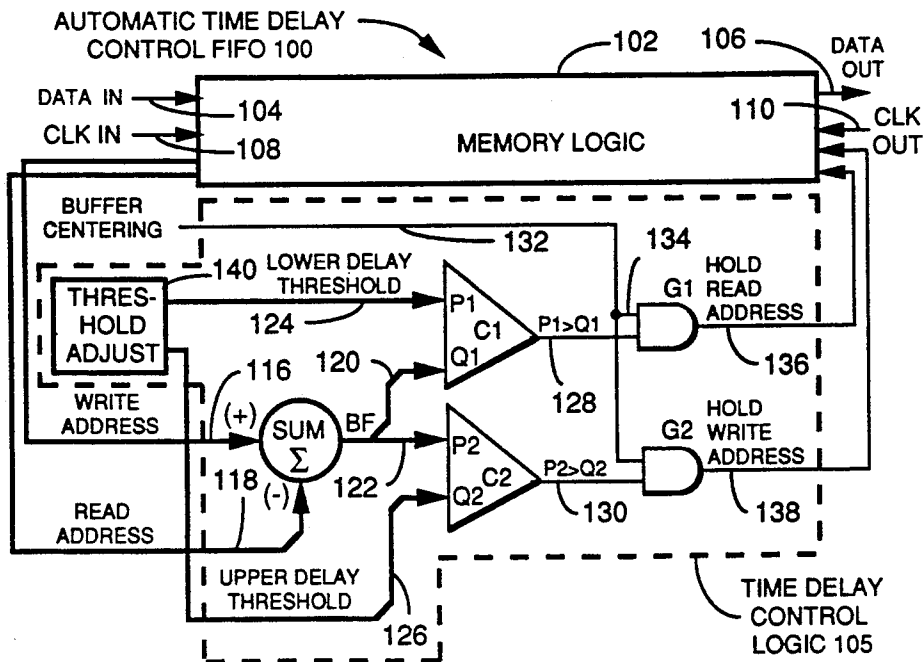 AUTOMATIC TIME DELAY
CONTROL FIFO 100
102
106
DATA
OUT
DATA IN
104
110
CLK
OUT
CLK IN
108
MEMORY LOGIC
BUFFER
CENTERING
132
134
140
LOWER DELAY
THRESHOLD
124
THRES-
HOLD
ADJUST
P1
C1
Q1
P1>Q1
128
G1
HOLD
READ
ADDRESS
136
120
116
WRITE
ADDRESS
(+)
SUM
Σ
(-)
BF
122
P2
C2
Q2
P2>Q2
130
G2
HOLD
WRITE
ADDRESS
138
118
READ
ADDRESS
UPPER DELAY
THRESHOLD
126
TIME DELAY
CONTROL
LOGIC 105